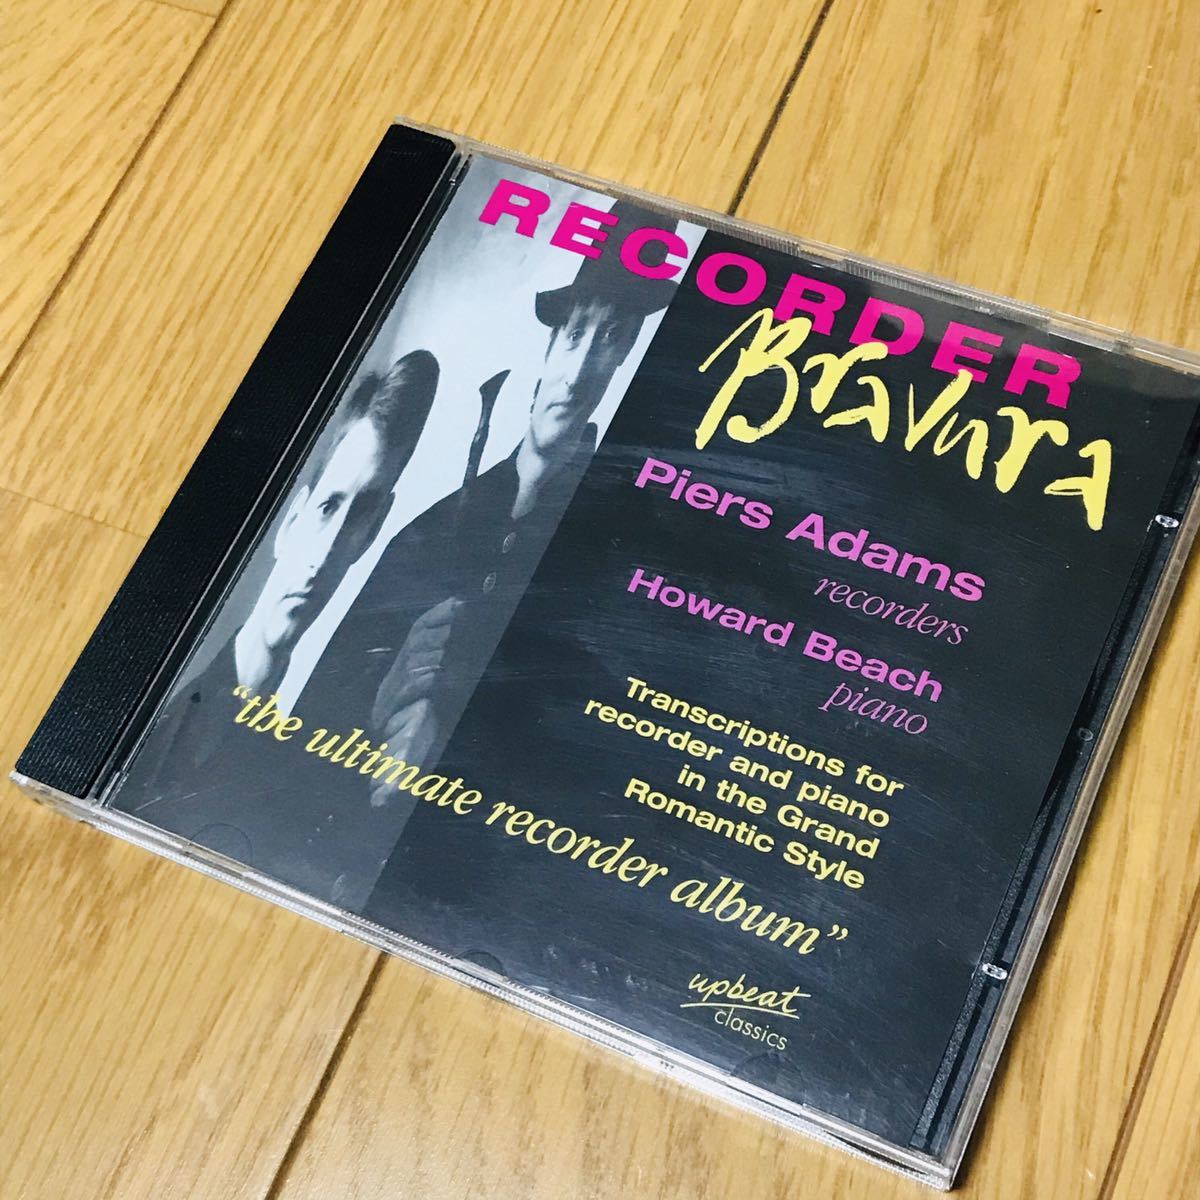 RECORDER
Bravura
Piers Adams
recorders
Howard Beach
piano
Transcriptions for
recorder and piano
in the Grand
Romantic Style
“the ultimate recorder album”
upbeat
classics